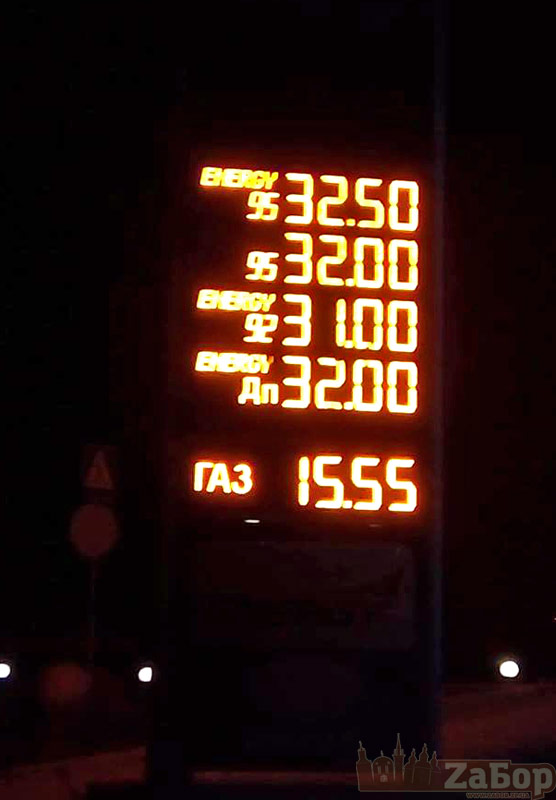 ENERGY
95 32.50
95 32.00
ENERGY
92 31.00
ENERGY
Дп 32.00
ГАЗ 15.55
ZaБор